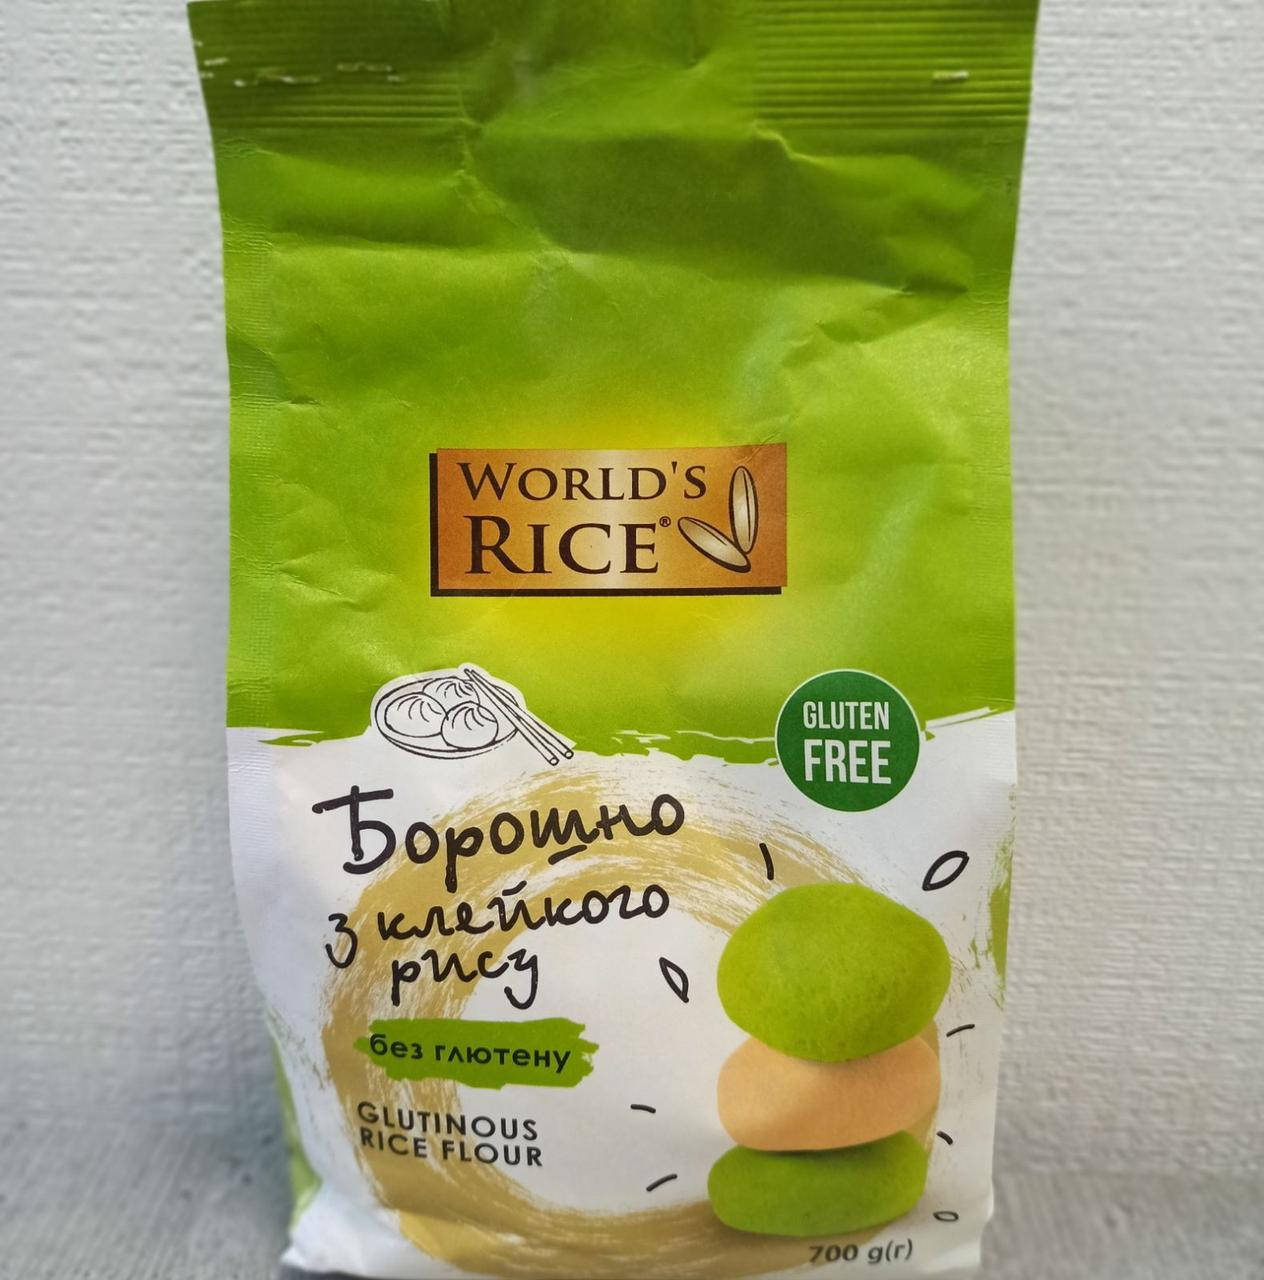 WORLD'S
RICE®
GLUTEN
FREE
Борошно
з клейкого
рису
без глютену
GLUTINOUS
RICE FLOUR
700 g(г)